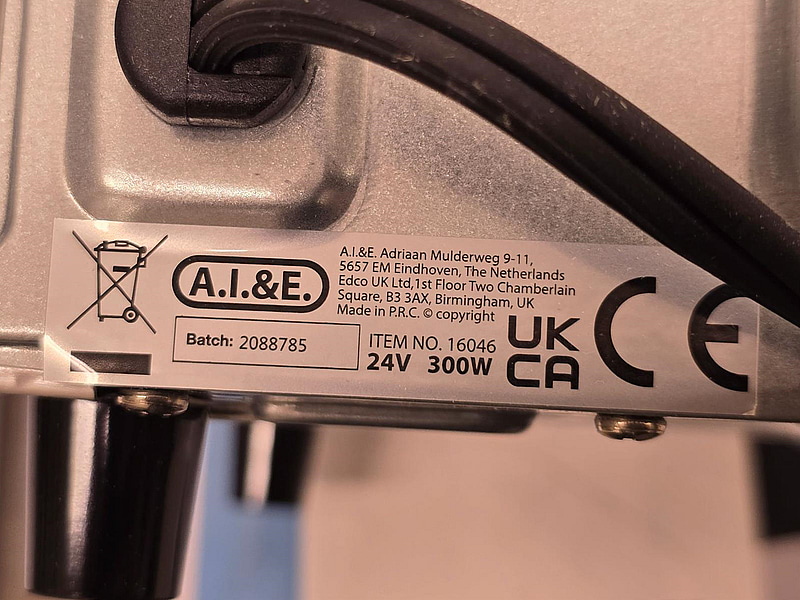 A.I.&E.
A.I.&E. Adriaan Mulderweg 9-11,
5657 EM Eindhoven, The Netherlands
Edco UK Ltd,1st Floor Two Chamberlain
Square, B3 3AX, Birmingham, UK
Made in P.R.C. © copyright
Batch: 2088785
ITEM NO. 16046
24V 300W
UK
CA
CE